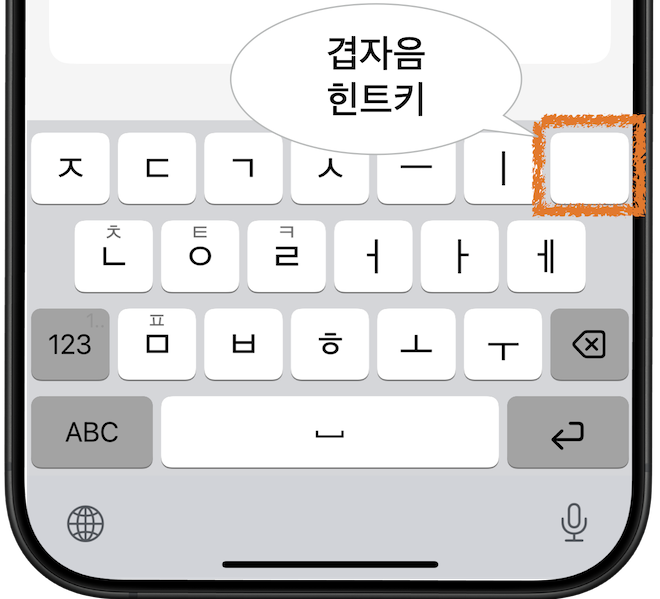 겹자음
힌트키
ㅈ ㄷ ㄱ ㅅ ㅡ ㅣ
ㅊ ㅌ ㅋ
ㄴ ㅇ ㄹ ㅓ ㅏ ㅔ
1.. ㅍ
123 ㅁ ㅂ ㅎ ㅗ ㅜ
ABC